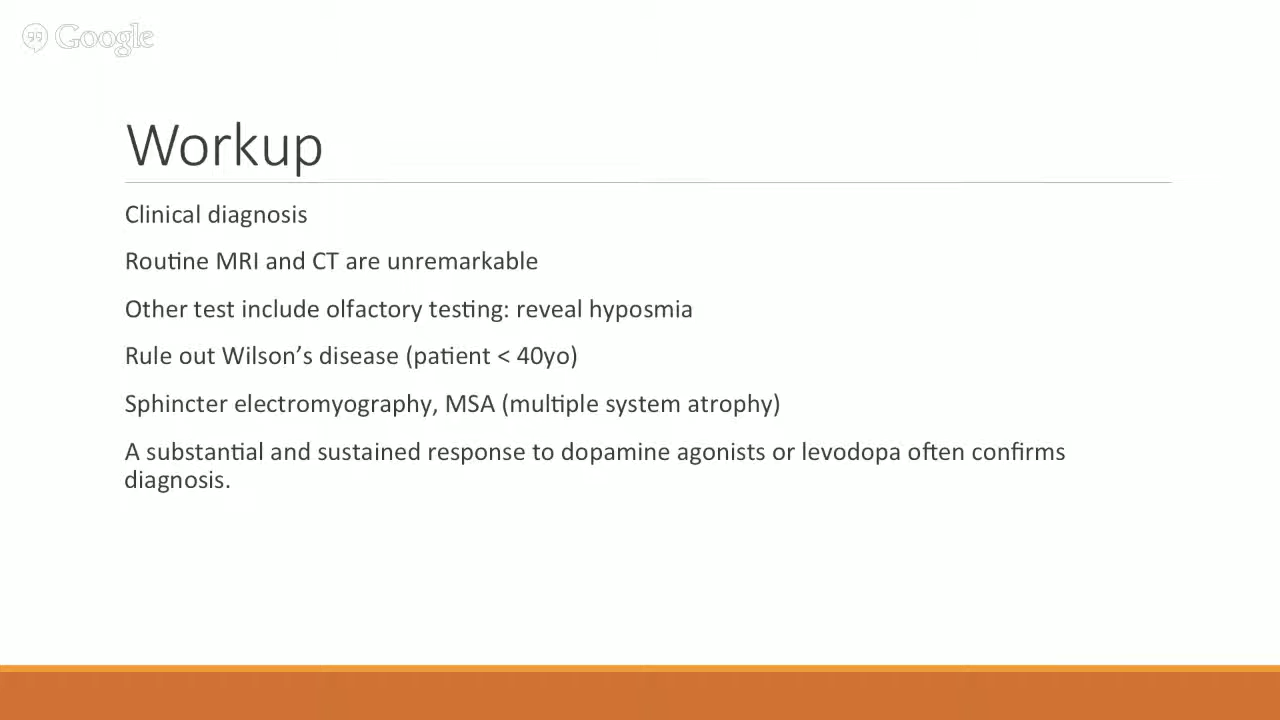 Google
Workup
Clinical diagnosis
Routine MRI and CT are unremarkable
Other test include olfactory testing: reveal hyposmia
Rule out Wilson’s disease (patient < 40yo)
Sphincter electromyography, MSA (multiple system atrophy)
A substantial and sustained response to dopamine agonists or levodopa often confirms
diagnosis.